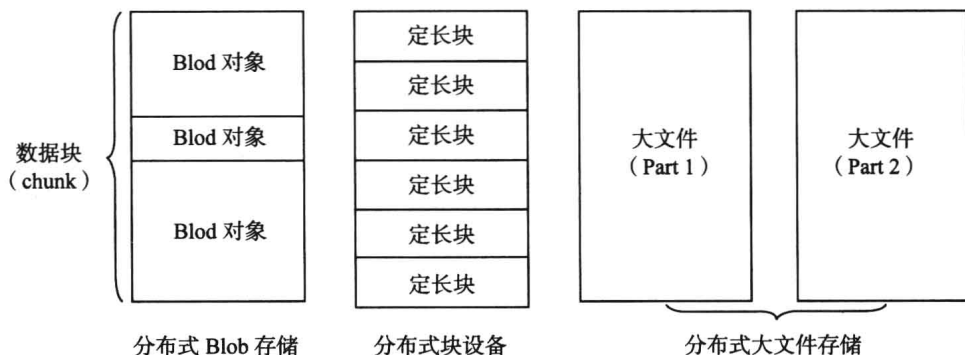 数据块
（chunk）
Blod 对象
Blod 对象
Blod 对象
分布式 Blob 存储
定长块
定长块
定长块
定长块
定长块
定长块
分布式块设备
大文件
（Part 1）
大文件
（Part 2）
分布式大文件存储